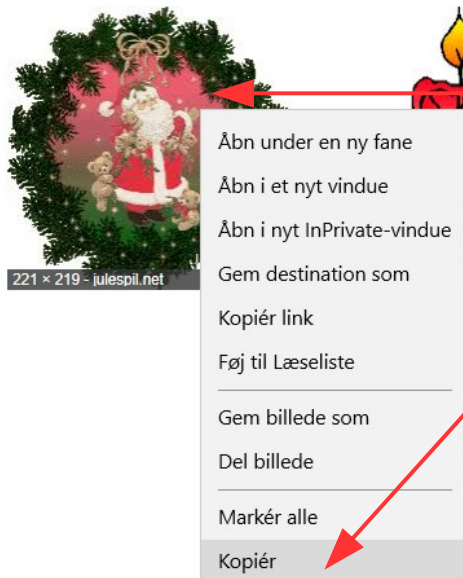 Åbn under en ny fane
Åbn i et nyt vindue
Åbn i nyt InPrivate-vindue
221 × 219 - julespil.net
Gem destination som
Kopiér link
Føj til Læseliste
Gem billede som
Del billede
Markér alle
Kopiér